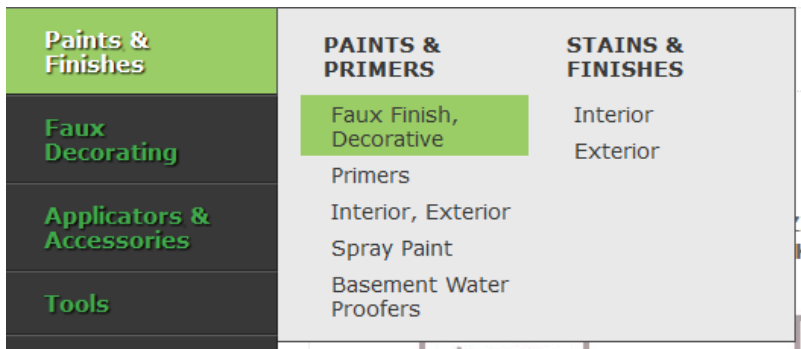 Paints &
Finishes
Faux
Decorating
Applicators &
Accessories
Tools
PAINTS &
PRIMERS
Faux Finish,
Decorative
Primers
Interior, Exterior
Spray Paint
Basement Water
Proofers
STAINS &
FINISHES
Interior
Exterior